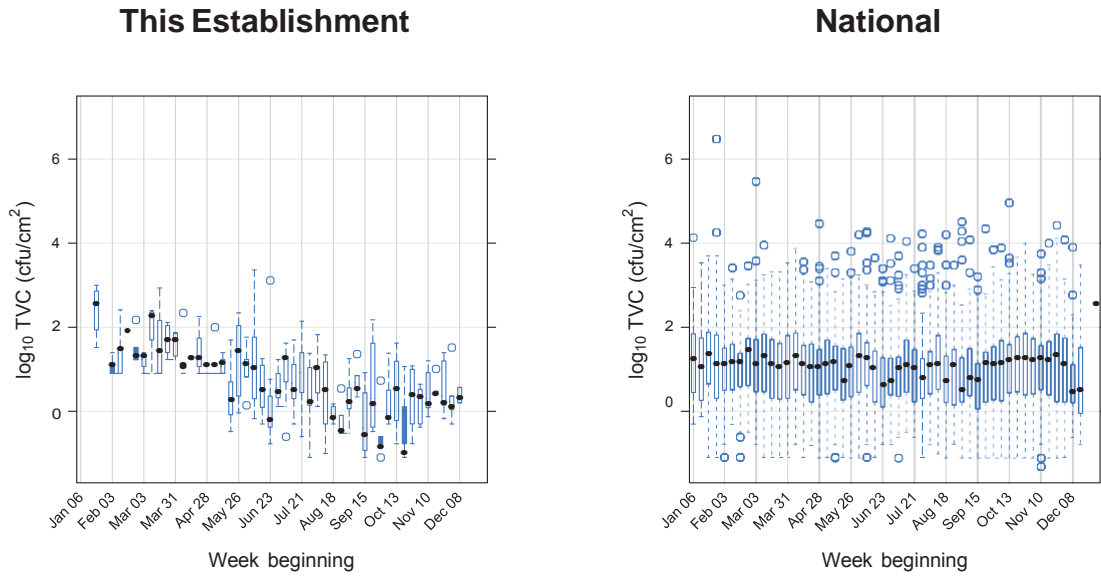 This Establishment
National
log10 TVC (cfu/cm2)
6
4
2
0
Jan 06
Feb 03
Mar 03
Mar 31
Apr 28
May 26
Jun 23
Jul 21
Aug 18
Sep 15
Oct 13
Nov 10
Dec 08
Week beginning
log10 TVC (cfu/cm2)
6
4
2
0
Jan 06
Feb 03
Mar 03
Mar 31
Apr 28
May 26
Jun 23
Jul 21
Aug 18
Sep 15
Oct 13
Nov 10
Dec 08
Week beginning